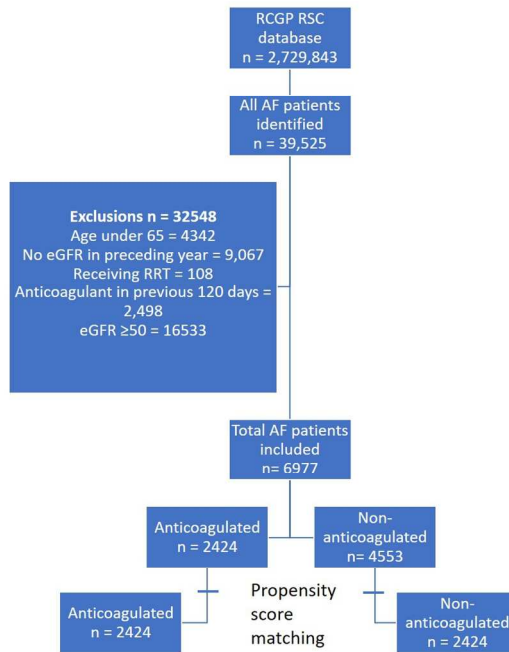 RCGP RSC
database
n = 2,729,843
All AF patients
identified
n = 39,525
Exclusions n = 32548
Age under 65 = 4342
No eGFR in preceding year = 9,067
Receiving RRT = 108
Anticoagulant in previous 120 days =
2,498
eGFR ≥50 = 16533
Total AF patients
included
n= 6977
Anticoagulated
n = 2424
Non-
anticoagulated
n= 4553
Propensity
score
matching
Anticoagulated
n = 2424
Non-
anticoagulated
n = 2424